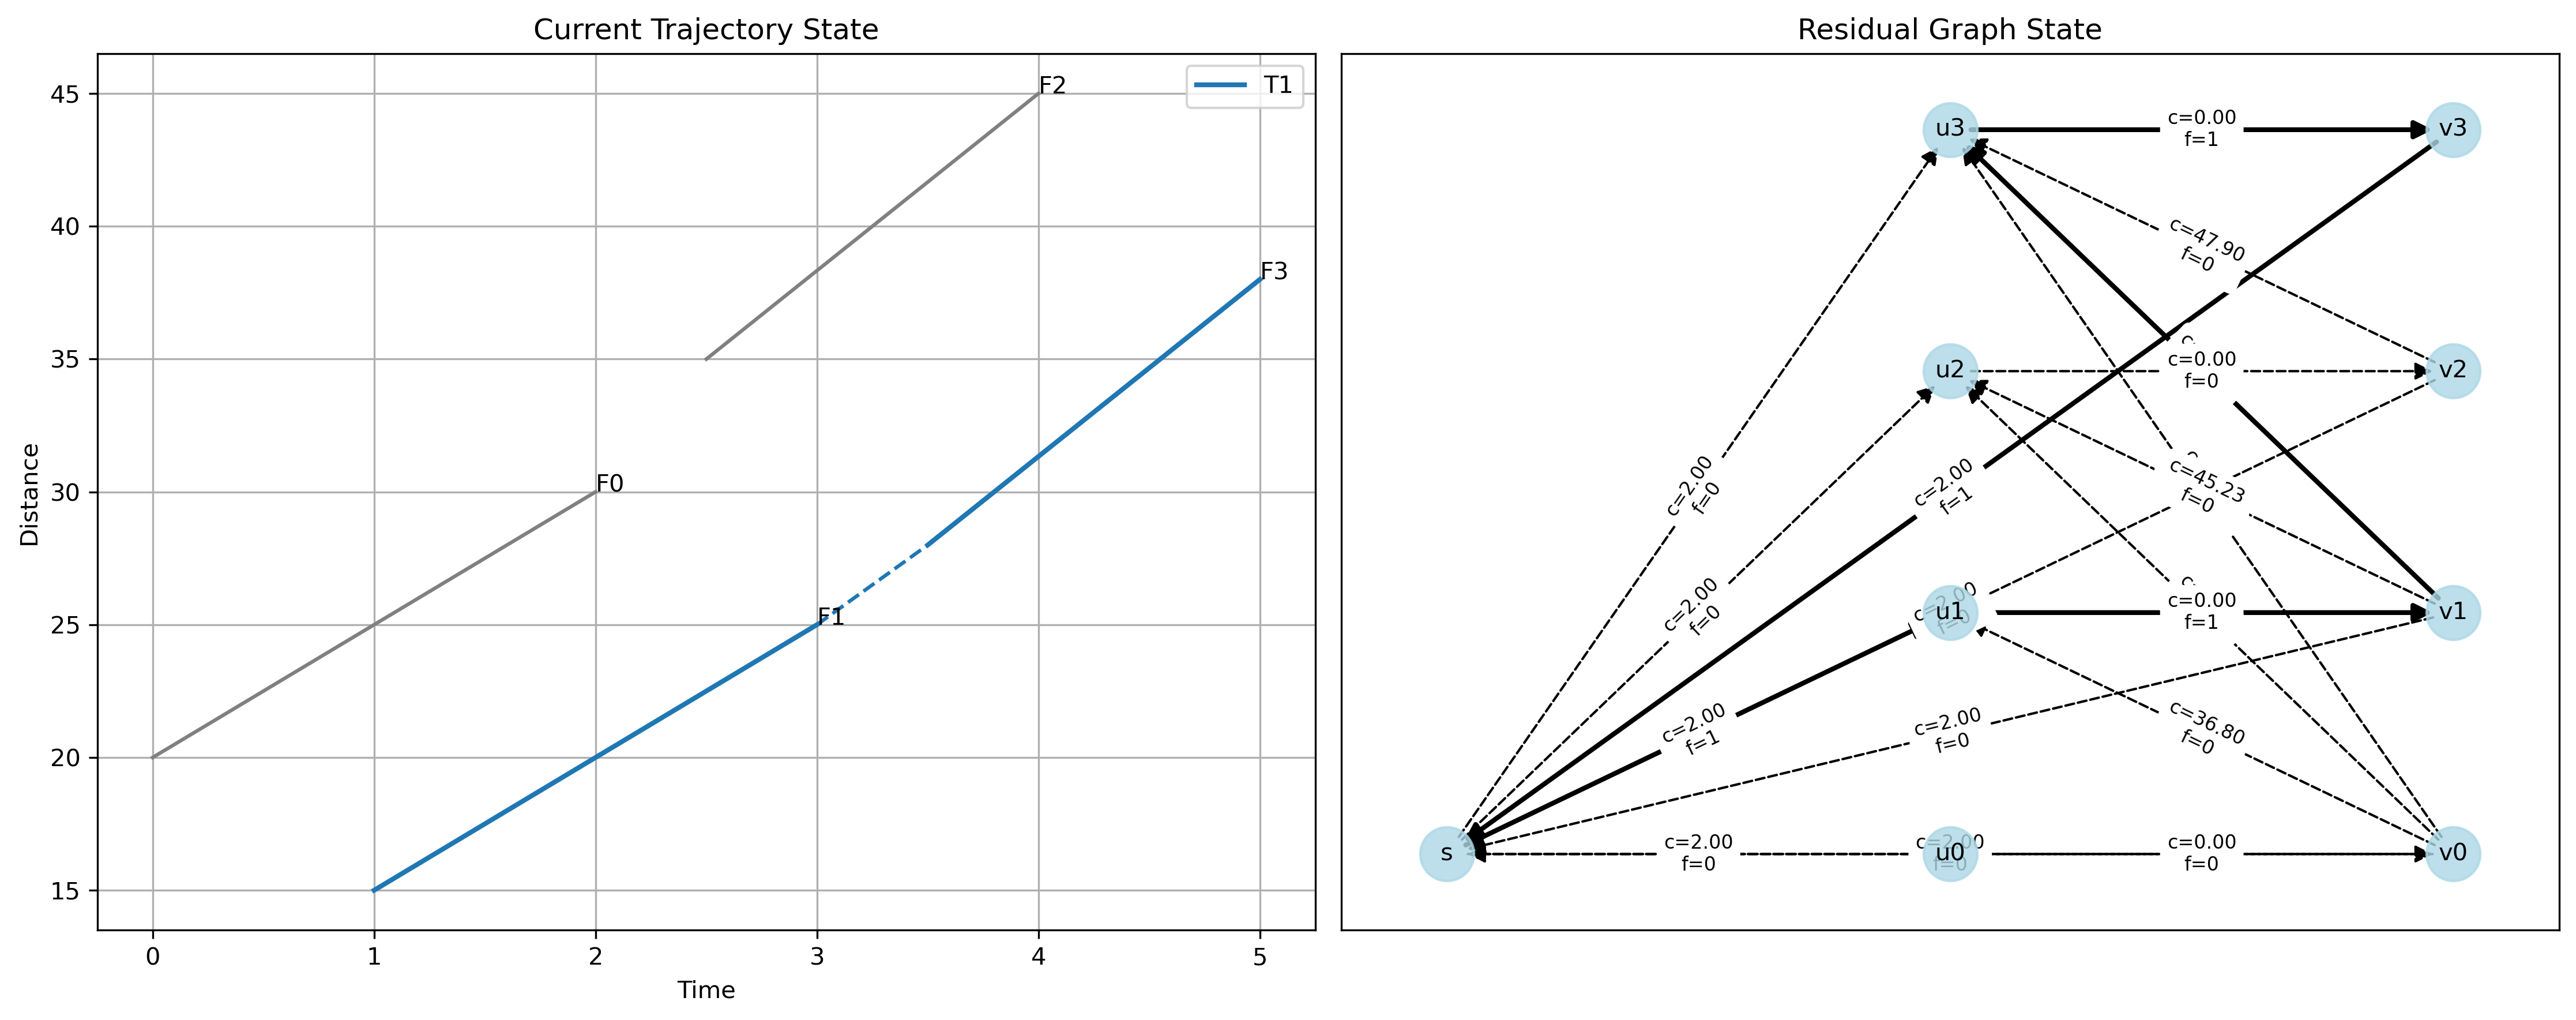 Current Trajectory State
Residual Graph State
T1
F2
F3
F0
F1
45
40
35
30
25
20
15
0
1
2
3
4
5
Distance
Time
u3
c=0.00
f=1
v3
c=47.90
f=0
u2
c=0.00
f=0
v2
c=2.00
f=0
c=2.00
f=1
c=45.23
f=0
c=2.00
f=0
u1
c=0.00
f=1
v1
c=2.00
f=1
c=2.00
f=0
c=36.80
f=0
s
c=2.00
f=0
c=2.00
f=0
u0
c=0.00
f=0
v0